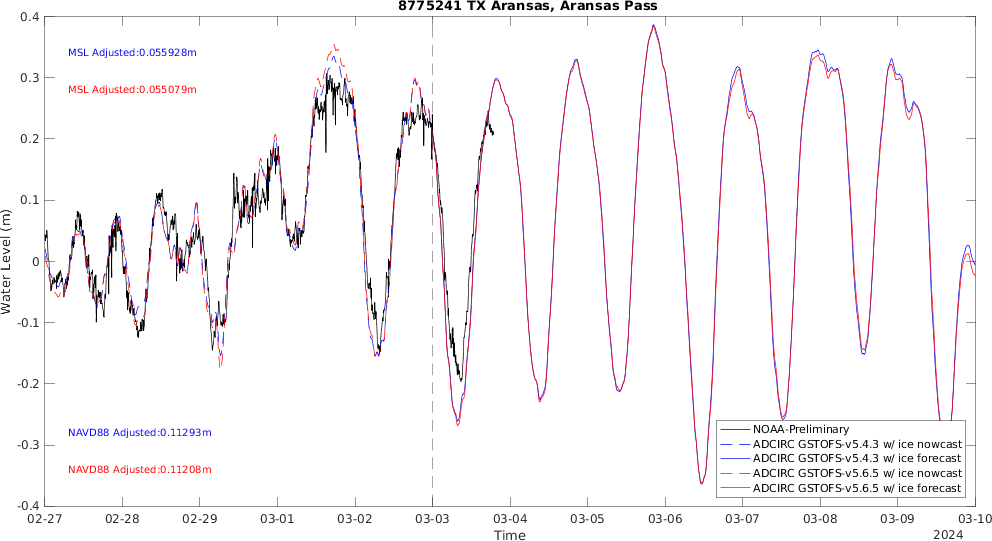 8775241 TX Aransas, Aransas Pass
0.4
0.3
0.2
0.1
0
-0.1
-0.2
-0.3
-0.4
Water Level (m)
MSL Adjusted:0.055928m
MSL Adjusted:0.055079m
NAVD88 Adjusted:0.11293m
NAVD88 Adjusted:0.11208m
NOAA-Preliminary
ADCIRC GSTOFS-v5.4.3 w/ ice nowcast
ADCIRC GSTOFS-v5.4.3 w/ ice forecast
ADCIRC GSTOFS-v5.6.5 w/ ice nowcast
ADCIRC GSTOFS-v5.6.5 w/ ice forecast
02-27 02-28 02-29 03-01 03-02 03-03 03-04 03-05 03-06 03-07 03-08 03-09 03-10
Time
2024